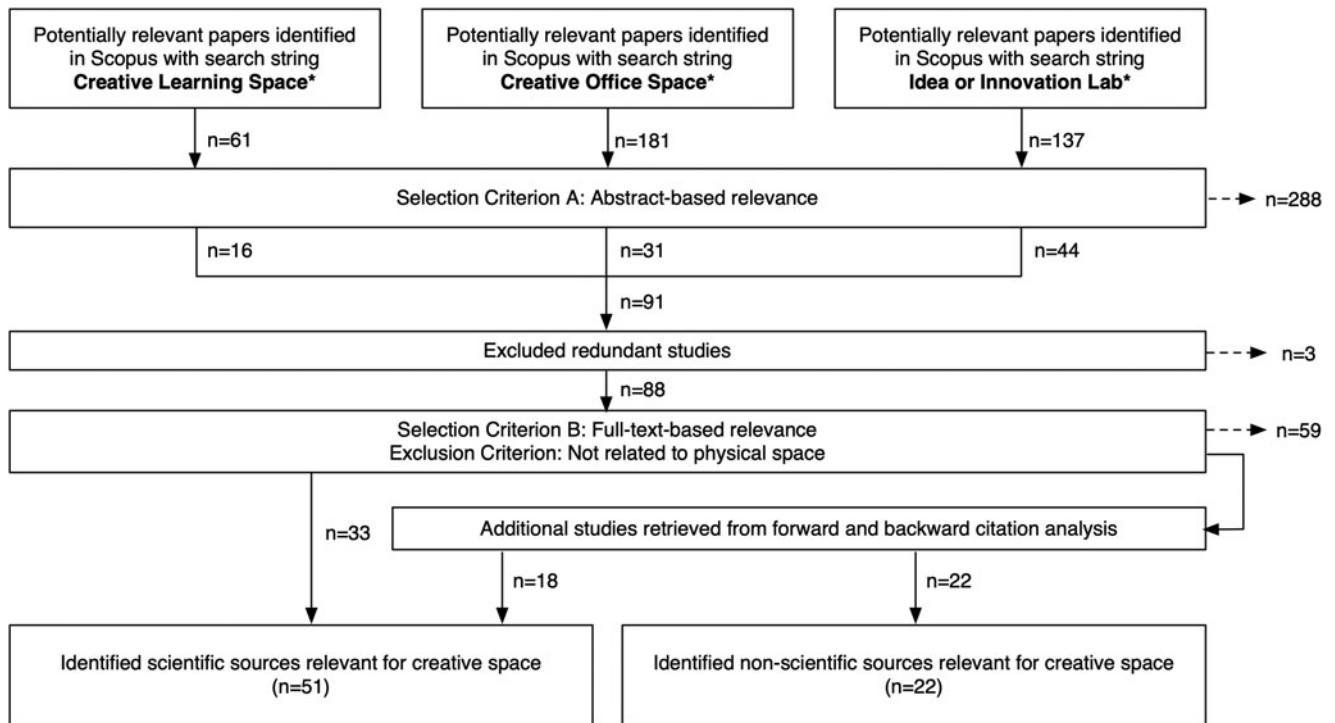 Potentially relevant papers identified
in Scopus with search string
Creative Learning Space*
Potentially relevant papers identified
in Scopus with search string
Creative Office Space*
Potentially relevant papers identified
in Scopus with search string
Idea or Innovation Lab*
n=61
n=181
n=137
Selection Criterion A: Abstract-based relevance
n=288
n=16
n=31
n=44
n=91
Excluded redundant studies
n=3
n=88
Selection Criterion B: Full-text-based relevance
Exclusion Criterion: Not related to physical space
n=59
n=33
Additional studies retrieved from forward and backward citation analysis
n=18
n=22
Identified scientific sources relevant for creative space
(n=51)
Identified non-scientific sources relevant for creative space
(n=22)